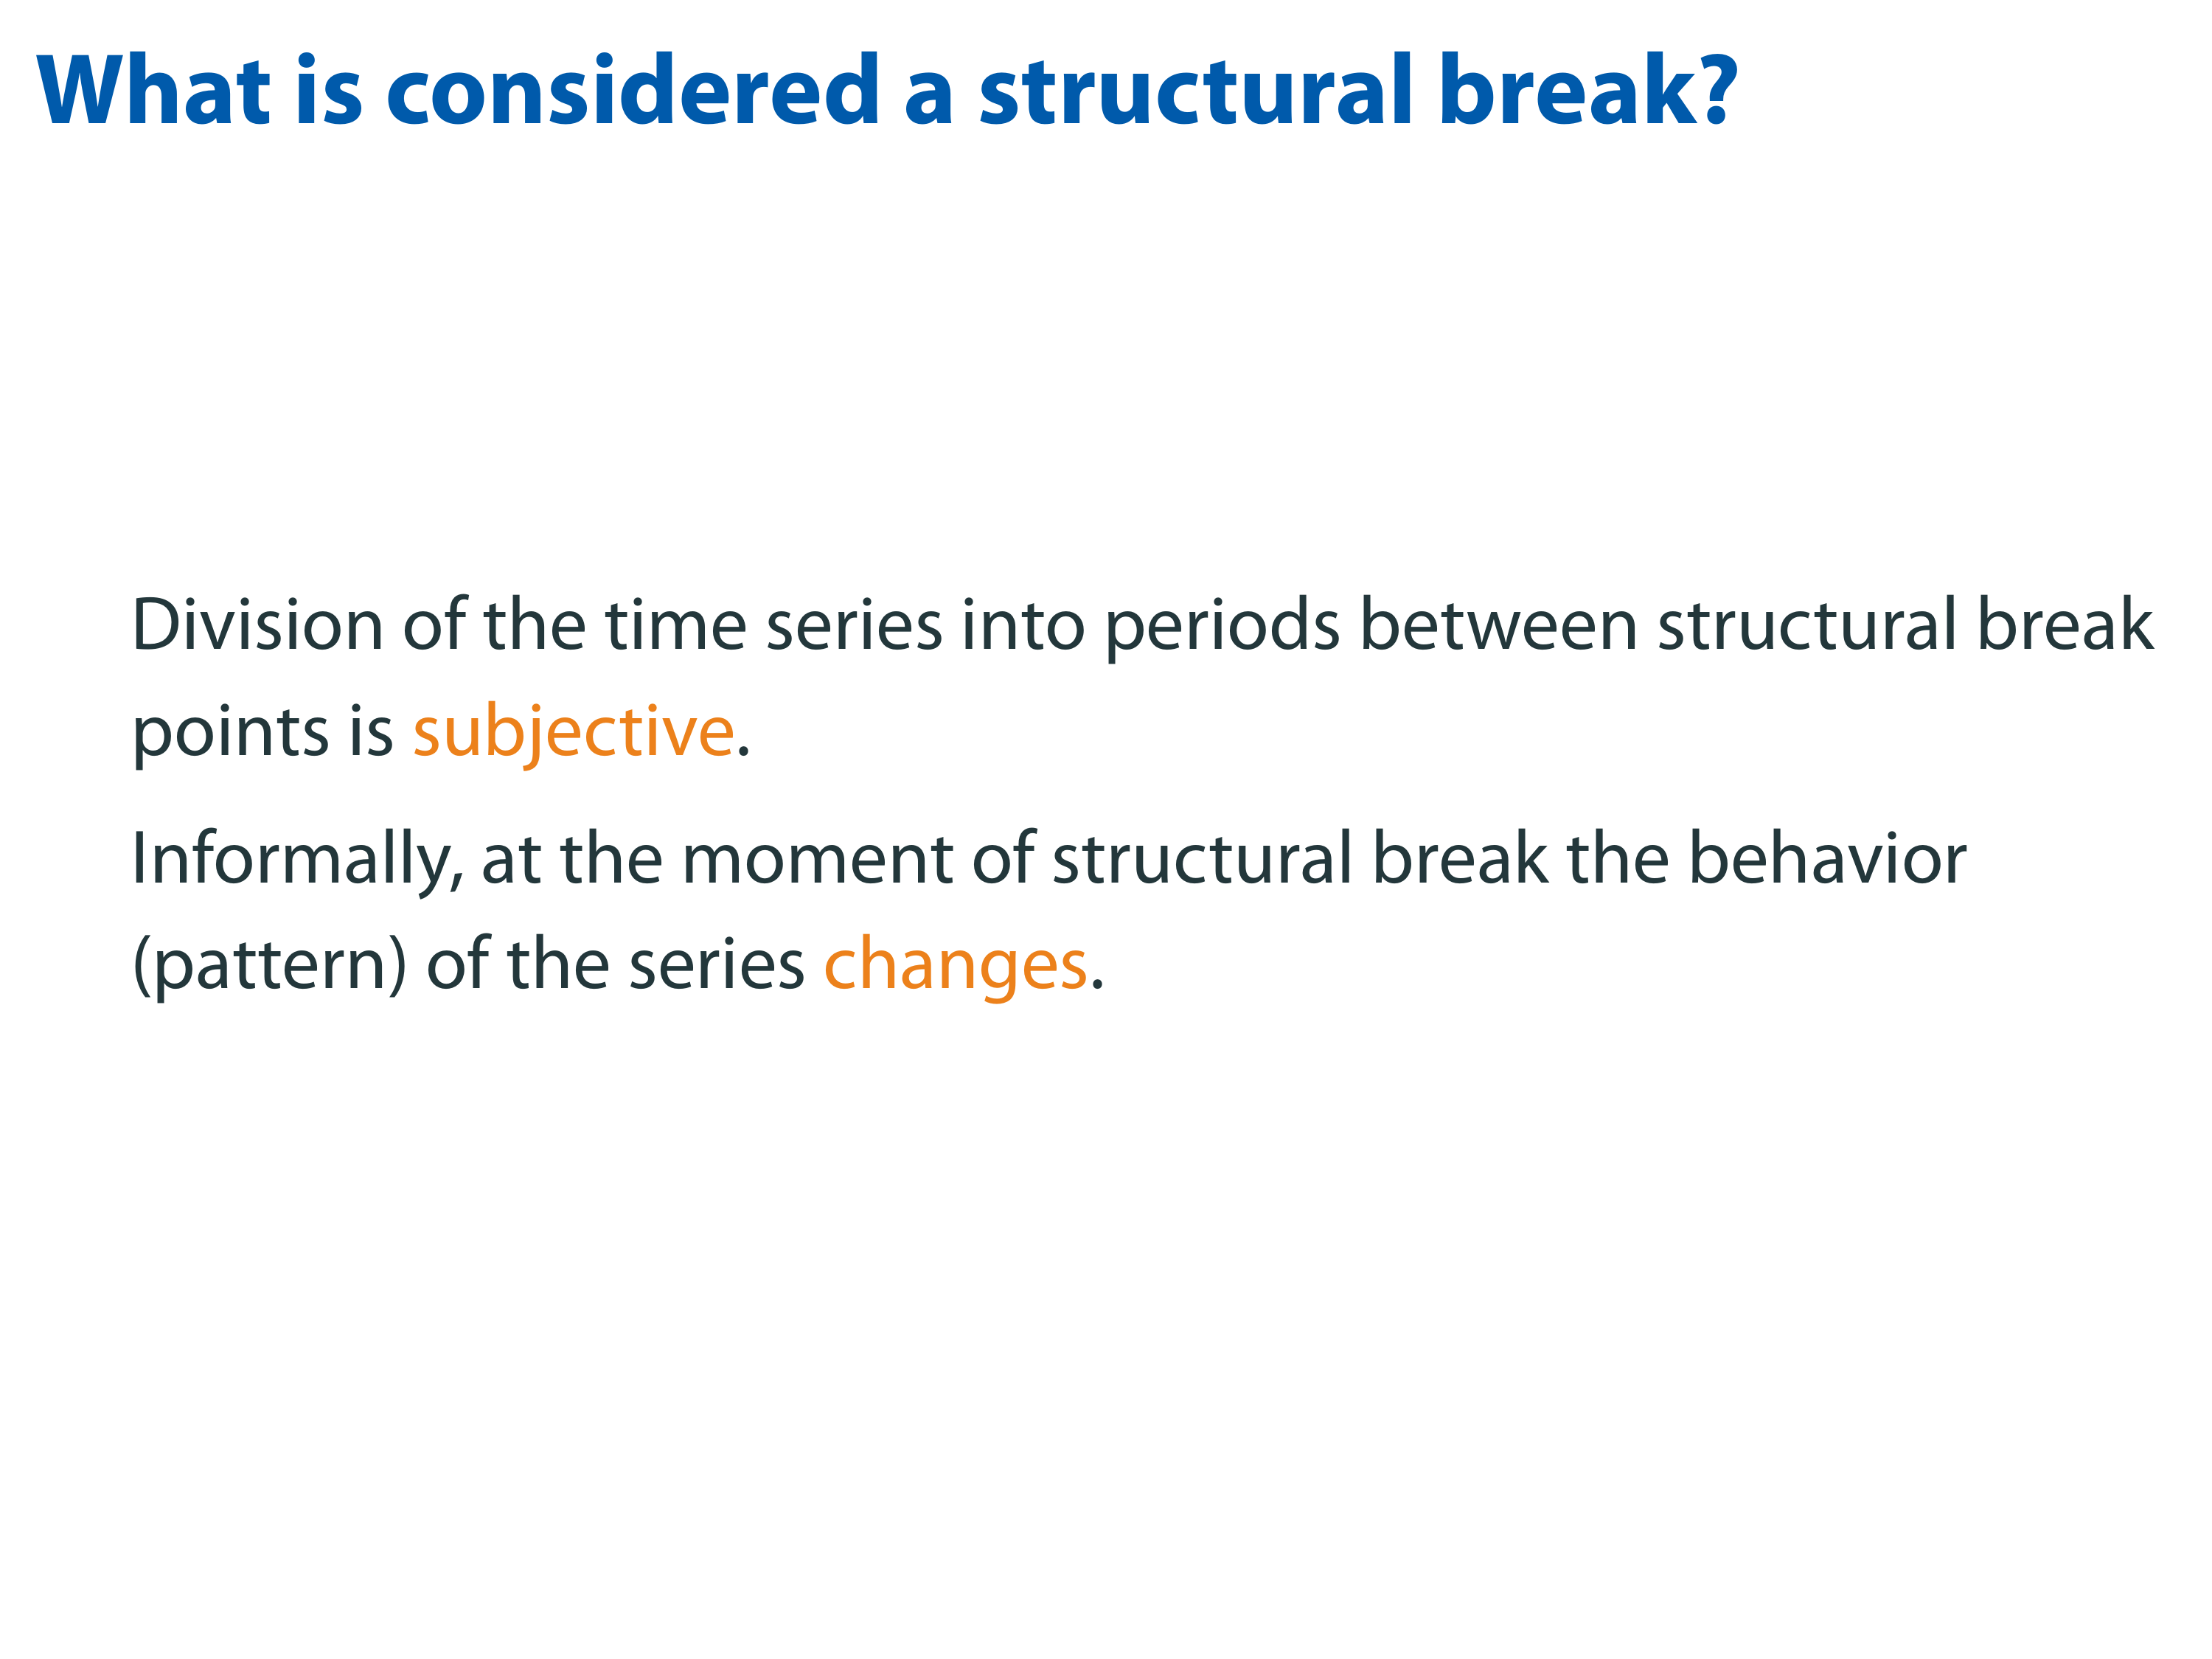 What is considered a structural break?
Division of the time series into periods between structural break
points is subjective.
Informally, at the moment of structural break the behavior
(pattern) of the series changes.